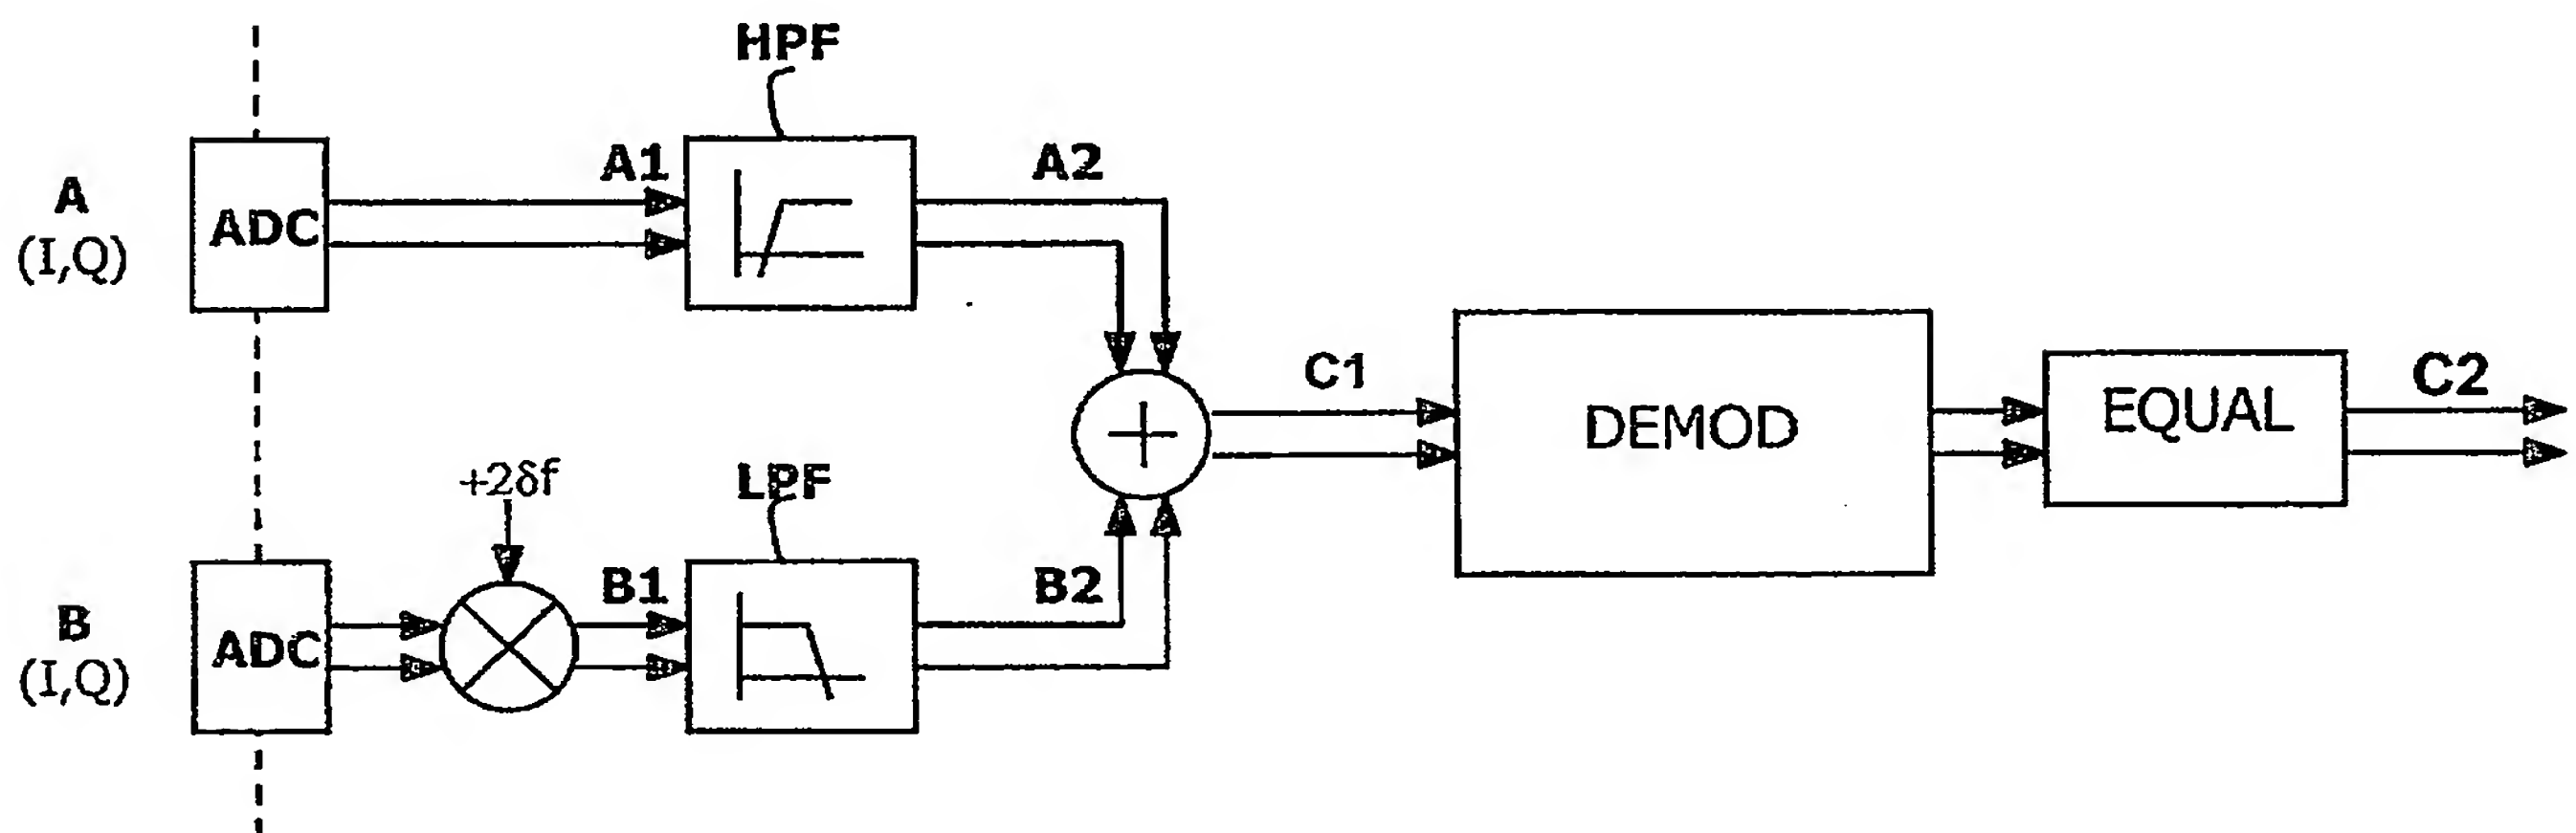 HPF
A
(I,Q)
ADC
A1
A2
C1
DEMOD
EQUAL
C2
+2δf
LPF
B
(I,Q)
ADC
B1
B2